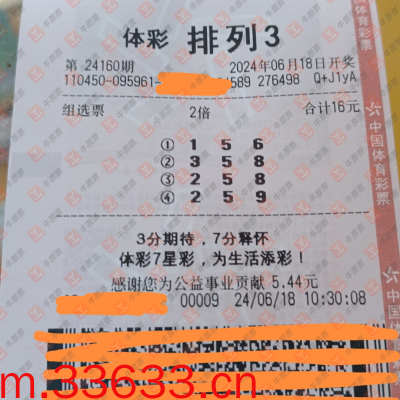 体彩 排列3
第 24160期 2024年06月18日开奖
110450-095961- 589 276498 Q+J1yA
组选票 2倍 合计16元
① 1 5 6
② 3 5 8
③ 2 5 8
④ 2 5 9
3分期待，7分释怀
体彩7星彩，为生活添彩！
感谢您为公益事业贡献 5.44元
00009 24/06/18 10:30:08
m.33633.cn
中国体育彩票
中国体育彩票